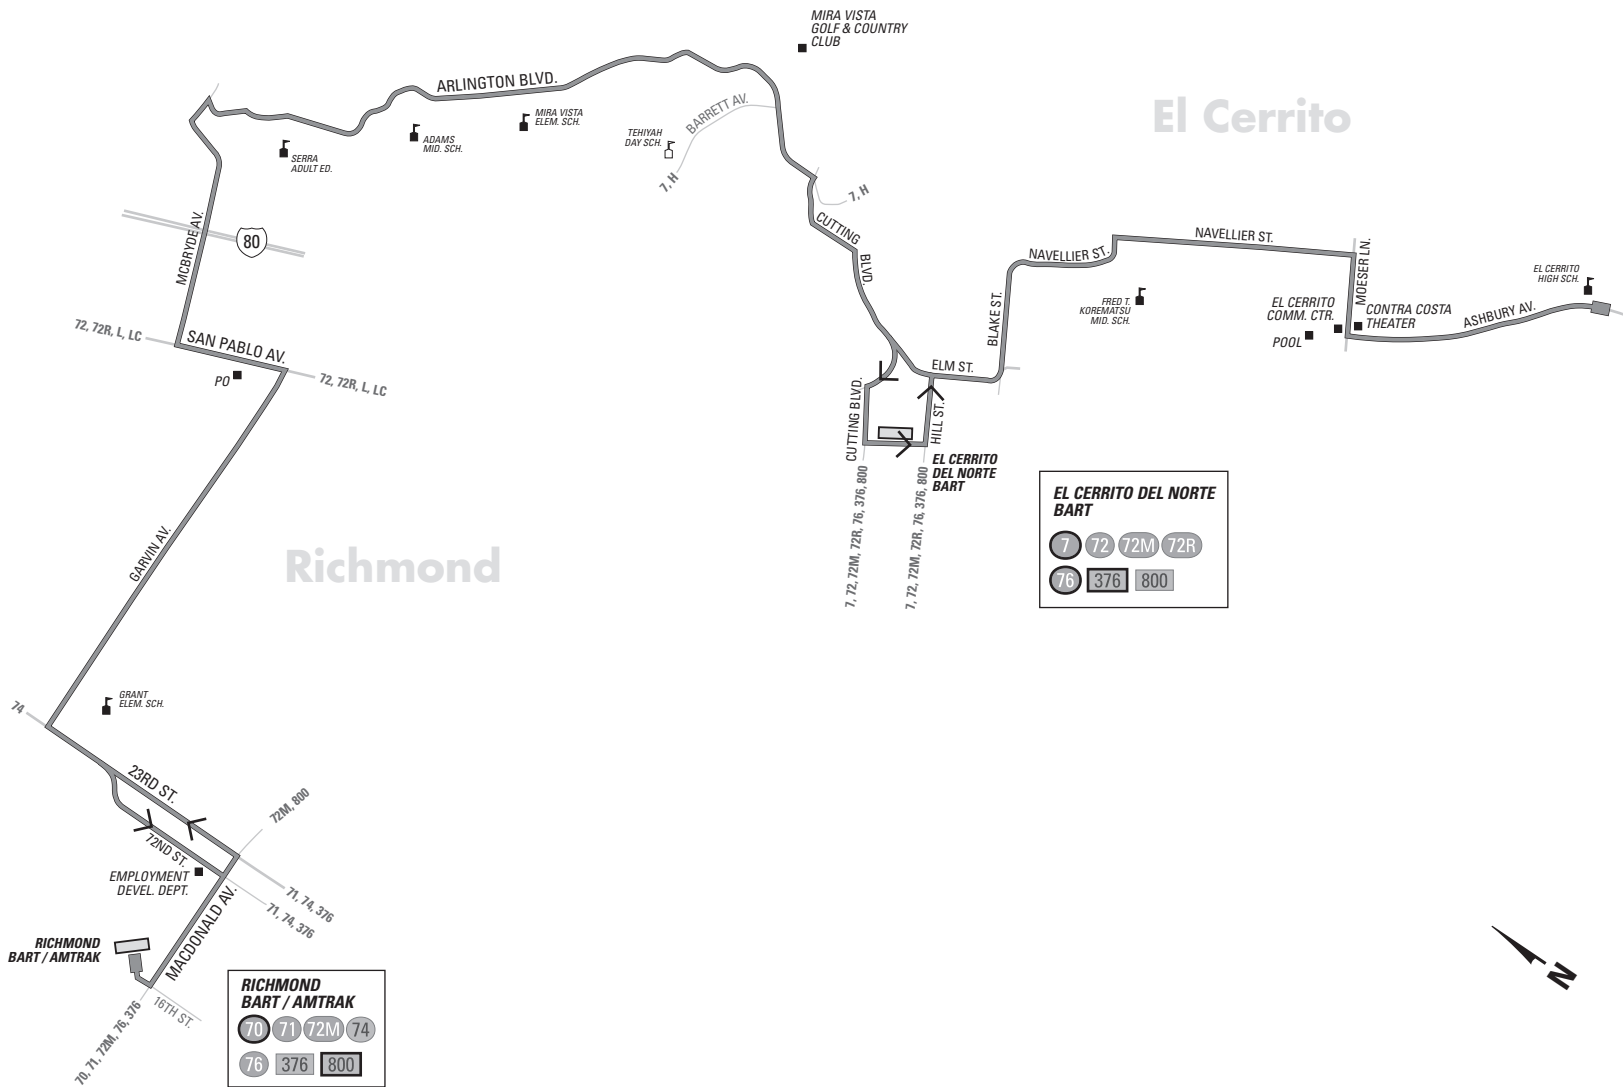 MIRA VISTA
GOLF & COUNTRY
CLUB
ARLINGTON BLVD.
El Cerrito
MIRA VISTA
ELEM. SCH.
BARRETT AV.
ADAMS
MID. SCH.
TEHIYAH
DAY SCH.
SERRA
ADULT ED.
7, H
7, H
MCBRYDE AV.
80
CUTTING
BLVD.
NAVELLIER ST.
NAVELLIER ST.
MOESER LN.
EL CERRITO
HIGH SCH.
FRED T.
KOREMATSU
MID. SCH.
EL CERRITO
COMM. CTR.
CONTRA COSTA
THEATER
ASHBURY AV.
POOL
BLAKE ST.
72, 72R, L, LC
SAN PABLO AV.
PO
72, 72R, L, LC
ELM ST.
CUTTING BLVD.
HILL ST.
EL CERRITO
DEL NORTE
BART
7, 72, 72M, 72R, 76, 376, 800
7, 72, 72M, 72R, 76, 376, 800
EL CERRITO DEL NORTE
BART
7 72 72M 72R
76 376 800
GARVIN AV.
Richmond
GRANT
ELEM. SCH.
74
23RD ST.
72M, 800
72ND ST.
EMPLOYMENT
DEVEL. DEPT.
71, 74, 376
71, 74, 376
MACDONALD AV.
RICHMOND
BART / AMTRAK
16TH ST.
70, 71, 72M, 76, 376
RICHMOND
BART / AMTRAK
70 71 72M 74
76 376 800
N